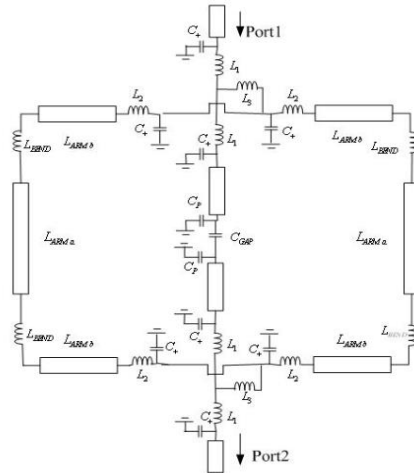 C+
Port1
L1
L2
L3
L2
C+
C+
LARM b
LARM b
LBEND
L1
LBEND
C+
LARM a
CP
CGAP
LARM a
CP
LBEND
C+
LBEND
LARM b
C+
L1
C+
LARM b
L2
L3
L2
C+
L1
Port2